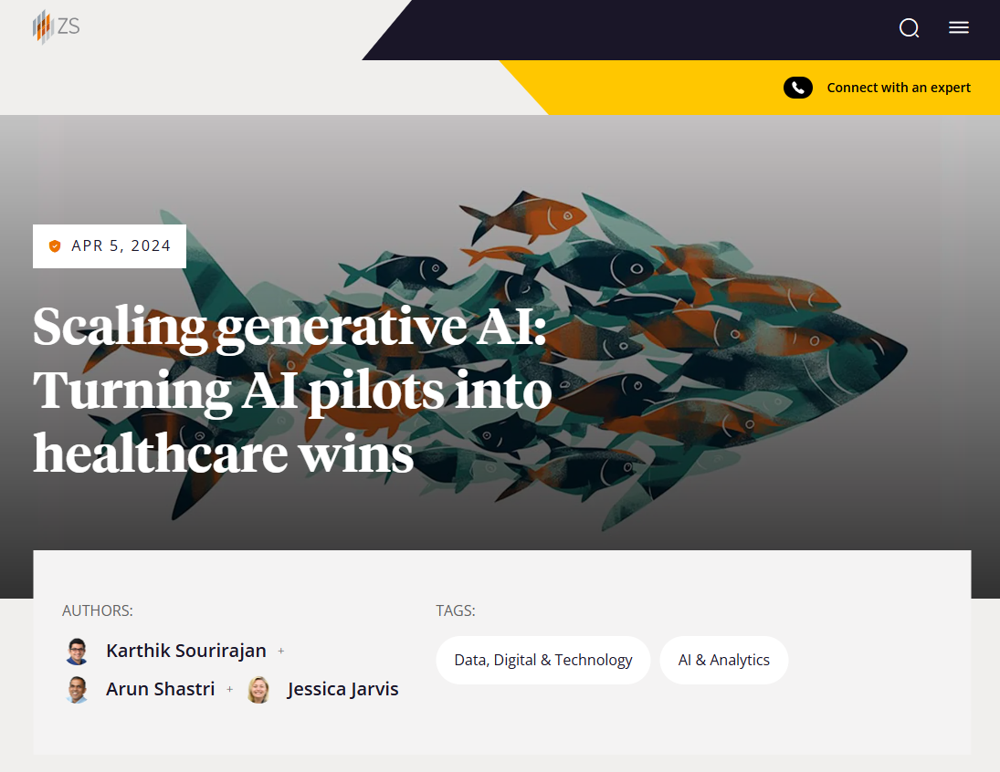 ZS
Connect with an expert
APR 5, 2024
Scaling generative AI:
Turning AI pilots into
healthcare wins
AUTHORS:
Karthik Sourirajan +
Arun Shastri + Jessica Jarvis
TAGS:
Data, Digital & Technology
AI & Analytics